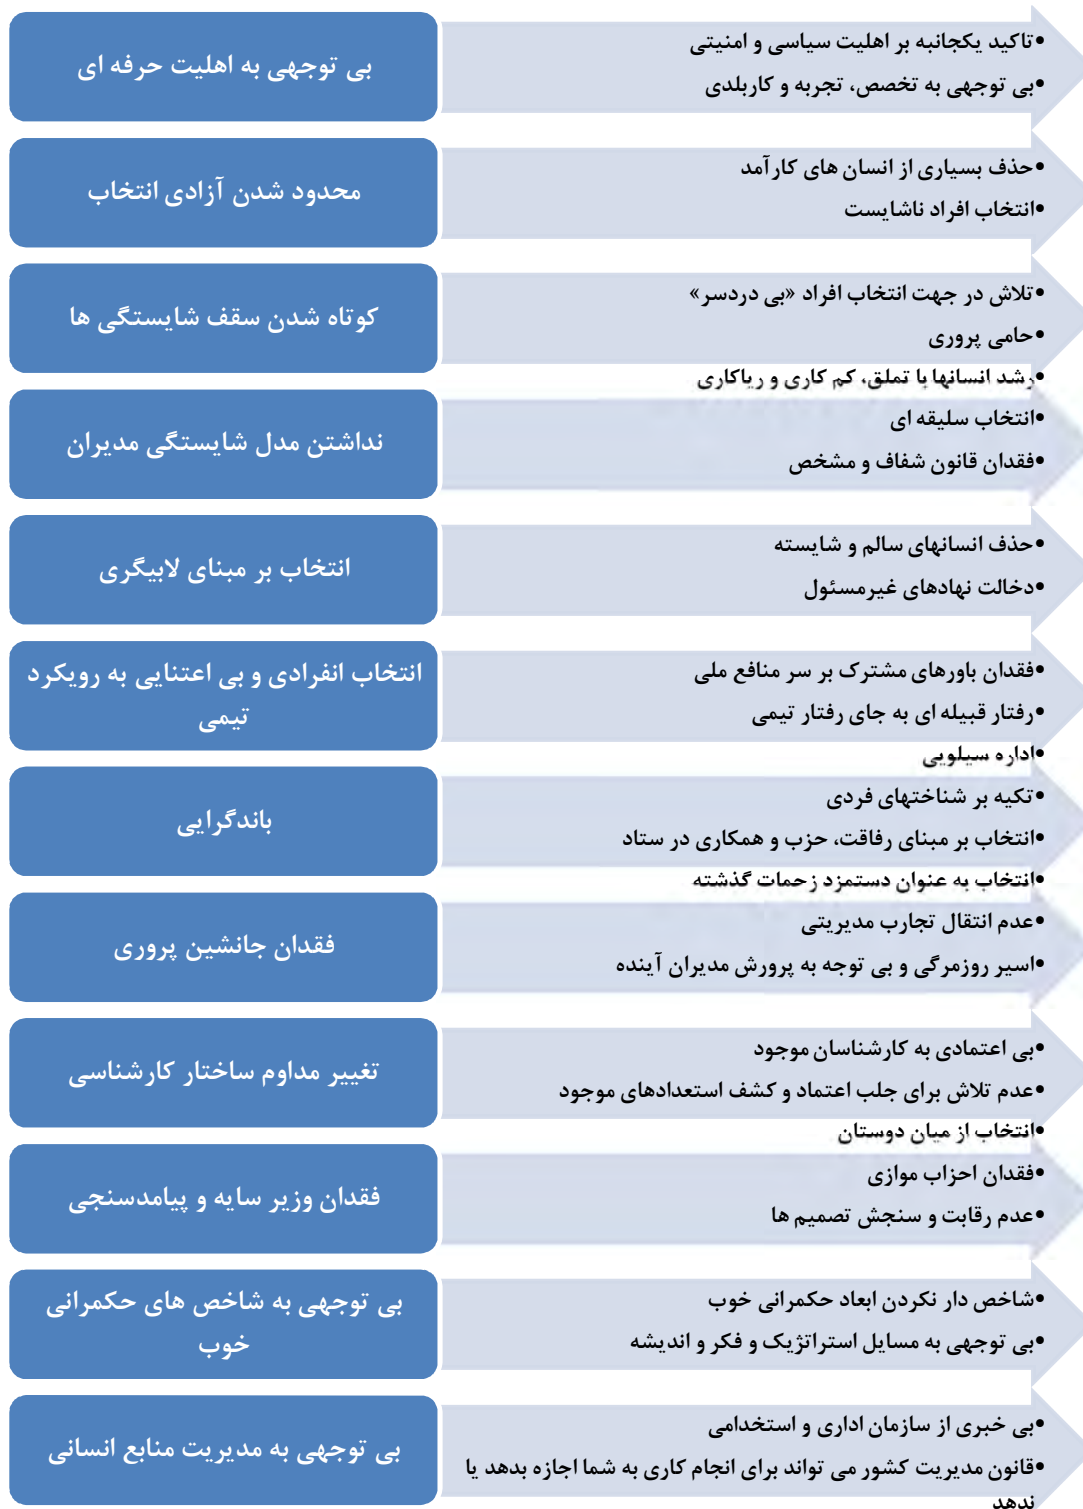 بی توجهی به اهلیت حرفه ای
•تاکید یکجانبه بر اهلیت سیاسی و امنیتی
•بی توجهی به تخصص، تجربه و کاربلدی
محدود شدن آزادی انتخاب
•حذف بسیاری از انسان های کارآمد
•انتخاب افراد ناشایست
کوتاه شدن سقف شایستگی ها
•تلاش در جهت انتخاب افراد «بی دردسر»
•حامی پروری
•رشد انسانها با تملق، کم کاری و ریاکاری
نداشتن مدل شایستگی مدیران
•انتخاب سلیقه ای
•فقدان قانون شفاف و مشخص
انتخاب بر مبنای لابیگری
•حذف انسانهای سالم و شایسته
•دخالت نهادهای غیرمسئول
انتخاب انفرادی و بی اعتنایی به رویکرد
تیمی
•فقدان باورهای مشترک بر سر منافع ملی
•رفتار قبیله ای به جای رفتار تیمی
•اداره سیلویی
باندگرایی
•تکیه بر شناختهای فردی
•انتخاب بر مبنای رفاقت، حزب و همکاری در ستاد
•انتخاب به عنوان دستمزد زحمات گذشته
فقدان جانشین پروری
•عدم انتقال تجارب مدیریتی
•اسیر روزمرگی و بی توجه به پرورش مدیران آینده
تغییر مداوم ساختار کارشناسی
•بی اعتمادی به کارشناسان موجود
•عدم تلاش برای جلب اعتماد و کشف استعدادهای موجود
•انتخاب از میان دوستان
فقدان وزیر سایه و پیامدسنجی
•فقدان احزاب موازی
•عدم رقابت و سنجش تصمیم ها
بی توجهی به شاخص های حکمرانی
خوب
•شاخص دار نکردن ابعاد حکمرانی خوب
•بی توجهی به مسایل استراتژیک و فکر و اندیشه
بی توجهی به مدیریت منابع انسانی
•بی خبری از سازمان اداری و استخدامی
•قانون مدیریت کشور می تواند برای انجام کاری به شما اجازه بدهد یا
ندهد